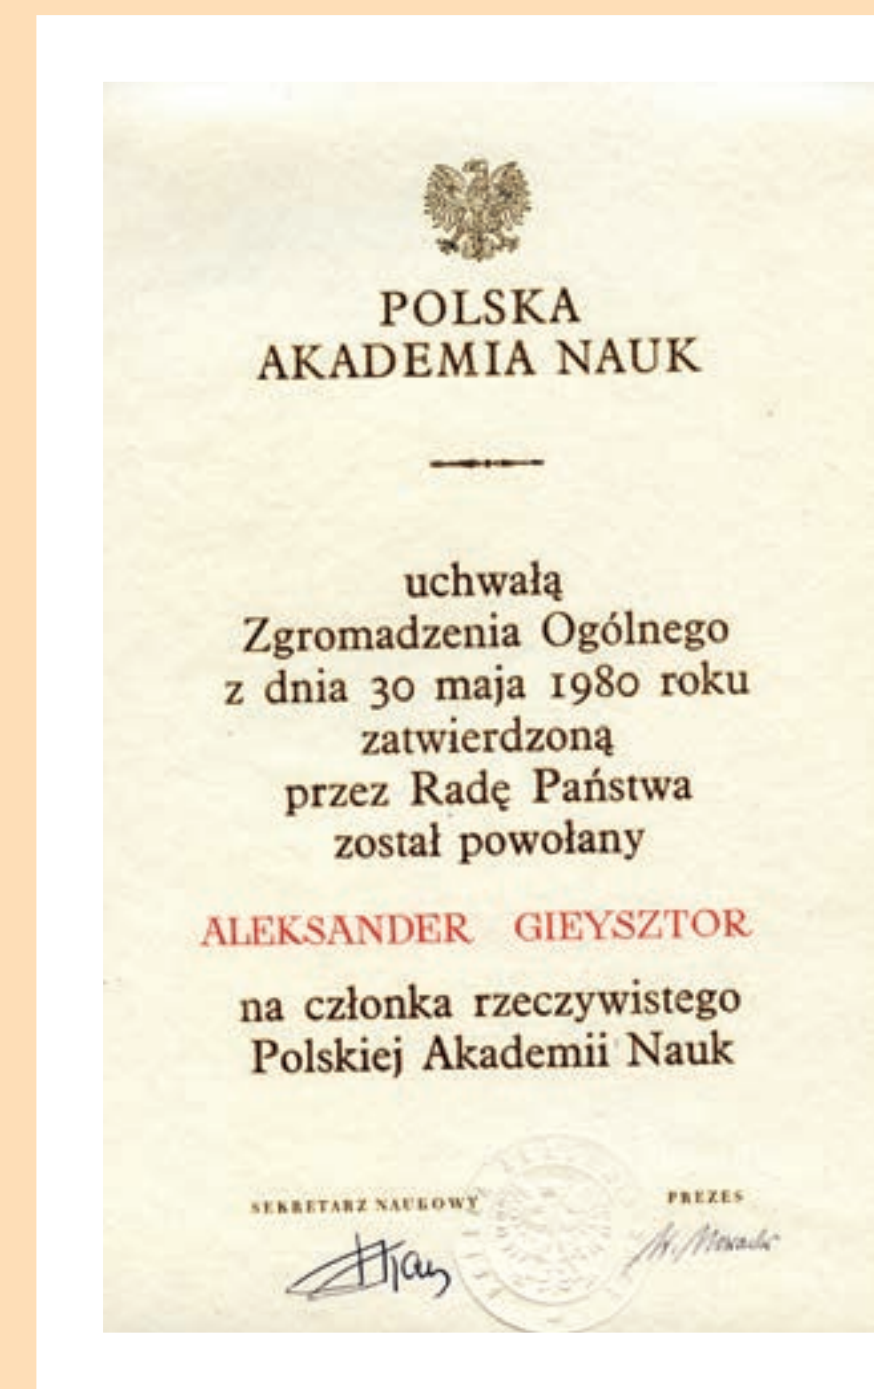 POLSKA
AKADEMIA NAUK
uchwałą
Zgromadzenia Ogólnego
z dnia 30 maja 1980 roku
zatwierdzoną
przez Radę Państwa
został powołany
ALEKSANDER GIEYSZTOR
na członka rzeczywistego
Polskiej Akademii Nauk
SEKRETARZ NAUKOWY PREZES